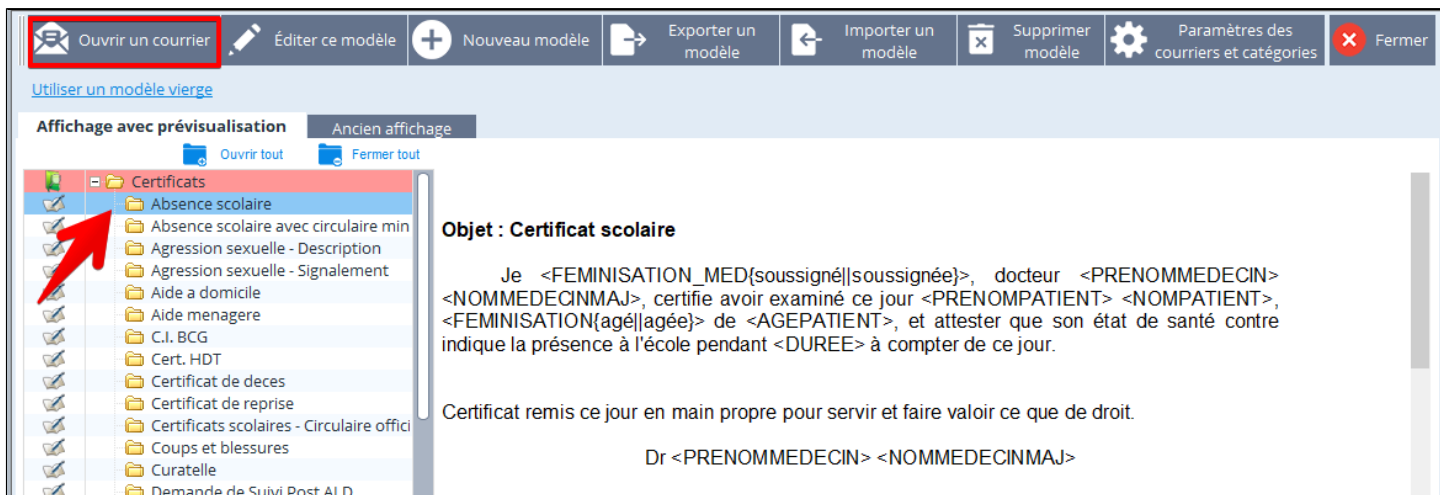 Ouvrir un courrier
Éditer ce modèle
Nouveau modèle
Exporter un
modèle
Importer un
modèle
Supprimer
modèle
Paramètres des
courriers et catégories
Fermer
Utiliser un modèle vierge
Affichage avec prévisualisation
Ancien affichage
Ouvrir tout
Fermer tout
Certificats
Absence scolaire
Absence scolaire avec circulaire min
Agression sexuelle - Description
Agression sexuelle - Signalement
Aide a domicile
Aide menagere
C.I. BCG
Cert. HDT
Certificat de deces
Certificat de reprise
Certificats scolaires - Circulaire offici
Coups et blessures
Curatelle
Demande de Suivi Post ALD
Objet : Certificat scolaire
Je <FEMINISATION_MED{soussigné||soussignée}>, docteur <PRENOMMEDECIN>
<NOMMEDECINMAJ>, certifie avoir examiné ce jour <PRENOMPATIENT> <NOMPATIENT>,
<FEMINISATION{agé||agée}> de <AGEPATIENT>, et attester que son état de santé contre
indique la présence à l'école pendant <DUREE> à compter de ce jour.
Certificat remis ce jour en main propre pour servir et faire valoir ce que de droit.
Dr <PRENOMMEDECIN> <NOMMEDECINMAJ>